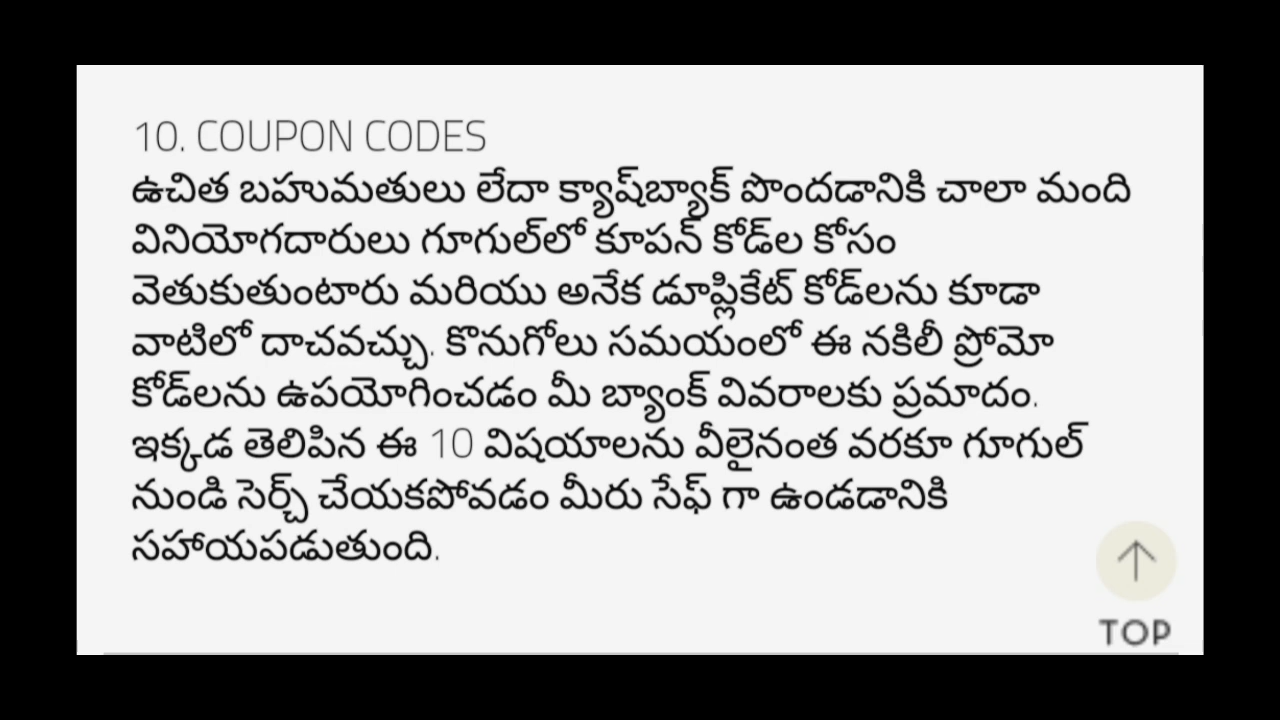 10. COUPON CODES
ఉచిత బహుమతులు లేదా క్యాష్‌బ్యాక్ పొందడానికి చాలా మంది
వినియోగదారులు గూగుల్‌లో కూపన్ కోడ్‌ల కోసం
వెతుకుతుంటారు మరియు అనేక డూప్లికేట్ కోడ్‌లను కూడా
వాటిలో దాచవచ్చు. కొనుగోలు సమయంలో ఈ నకిలీ ప్రోమో
కోడ్‌లను ఉపయోగించడం మీ బ్యాంక్ వివరాలకు ప్రమాదం.
ఇక్కడ తెలిపిన ఈ 10 విషయాలను వీలైనంత వరకూ గూగుల్
నుండి సెర్చ్ చేయకపోవడం మీరు సేఫ్ గా ఉండడానికి
సహాయపడుతుంది.
TOP